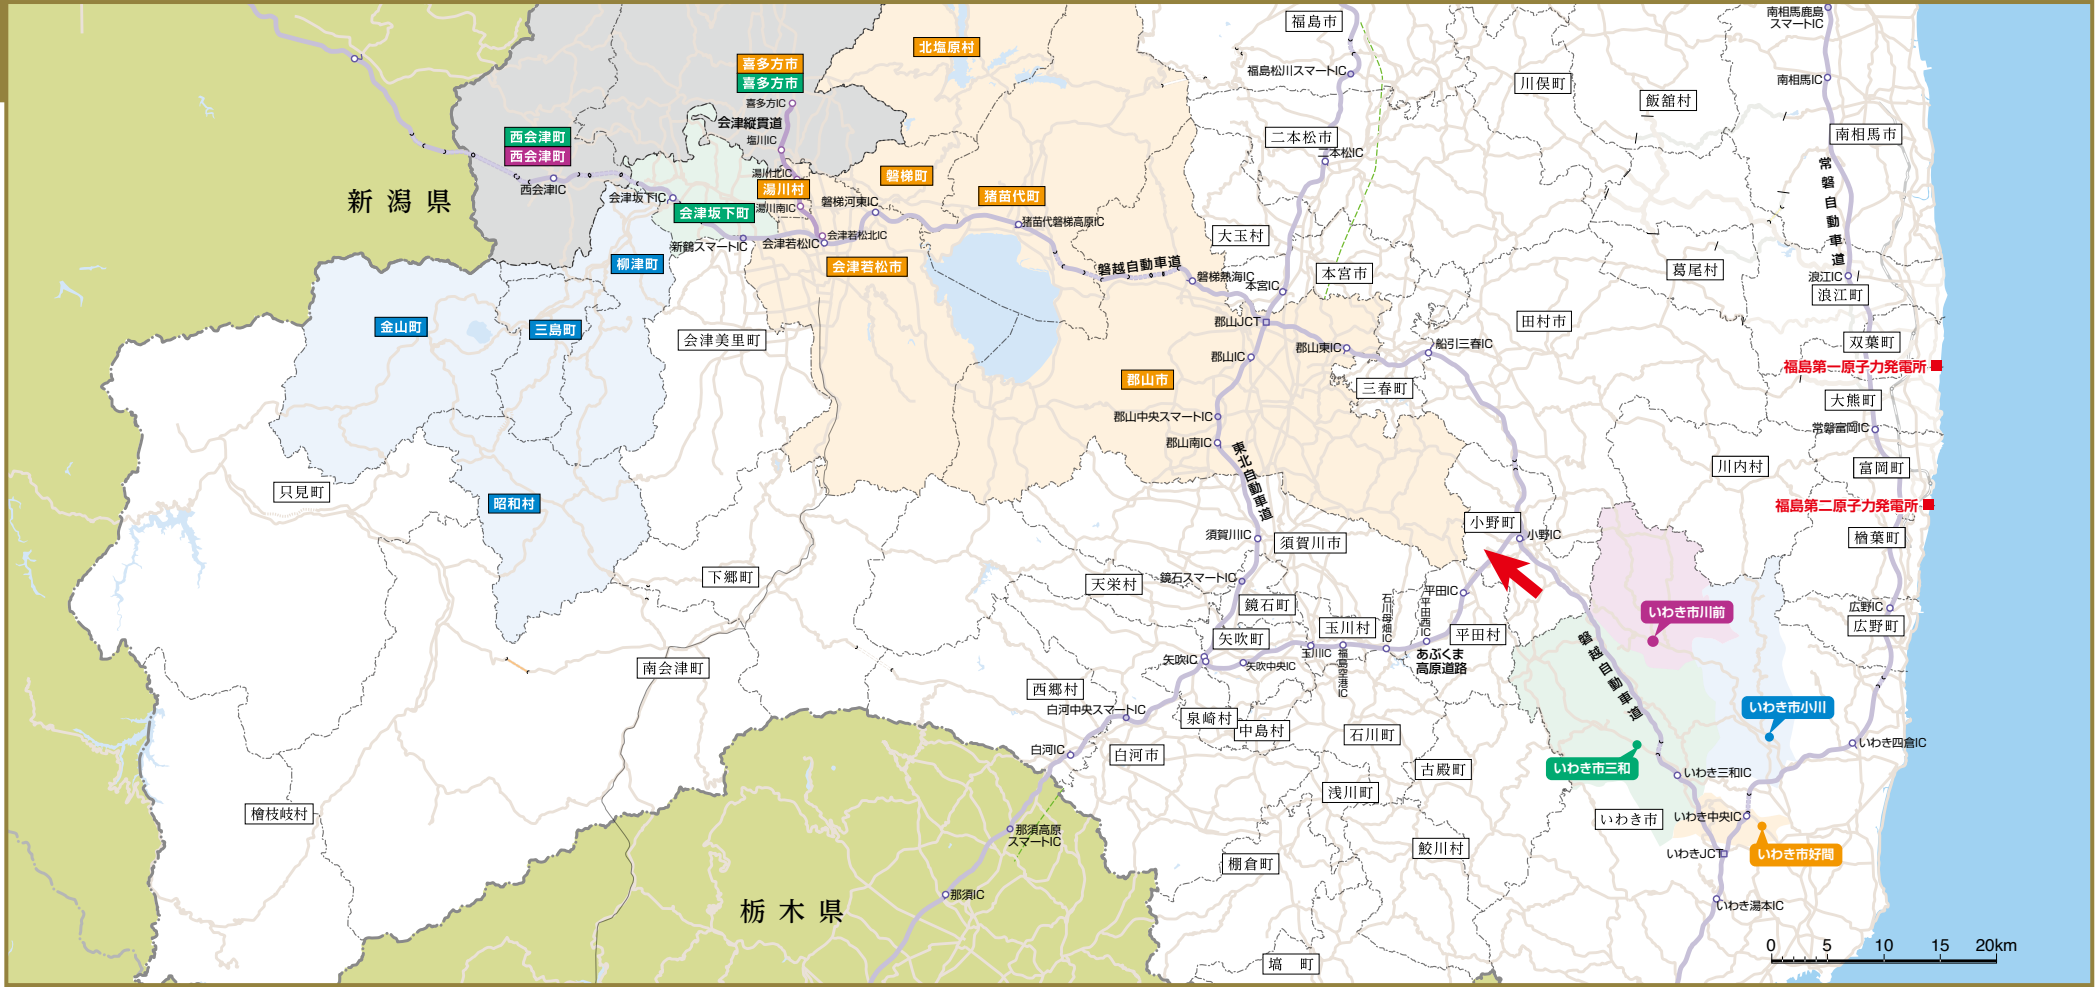 福島市
南相馬鹿島
スマートIC
北塩原村
喜多方市
喜多方市
福島松川スマートIC
川俣町
南相馬IC
飯舘村
喜多方IC
会津縦貫道
塩川IC
西会津町
西会津町
二本松市
二本松IC
南相馬市
常磐自動車道
湯川北IC
磐梯町
西会津IC
湯川村
猪苗代町
新潟県
会津坂下IC
会津坂下町
湯川南IC
磐梯河東IC
猪苗代磐梯高原IC
新鶴スマートIC
会津若松IC
会津若松北IC
大玉村
柳津町
会津若松市
磐越自動車道
磐梯熱海IC
本宮IC
本宮市
葛尾村
浪江IC
浪江町
金山町
三島町
会津美里町
郡山JCT
田村市
双葉町
郡山IC
郡山東IC
船引三春IC
福島第一原子力発電所
郡山市
三春町
大熊町
郡山中央スマートIC
常磐富岡IC
郡山南IC
東北自動車道
川内村
富岡町
只見町
昭和村
福島第二原子力発電所
小野町
小野IC
須賀川IC
須賀川市
楢葉町
下郷町
天栄村
鏡石スマートIC
平田IC
鏡石町
石川母畑IC
平田西IC
広野IC
いわき市川前
玉川村
平田村
広野町
矢吹町
磐越自動車道
南会津町
矢吹IC
矢吹中央IC
玉川IC
福島空港IC
あぶくま
高原道路
西郷村
白河中央スマートIC
泉崎村
中島村
石川町
いわき市小川
白河IC
白河市
いわき四倉IC
古殿町
いわき市三和
いわき三和IC
浅川町
檜枝岐村
いわき市
いわき中央IC
那須高原
スマートIC
鮫川村
いわきJCT
いわき市好間
棚倉町
那須IC
栃木県
いわき湯本IC
塙町
0 5 10 15 20km